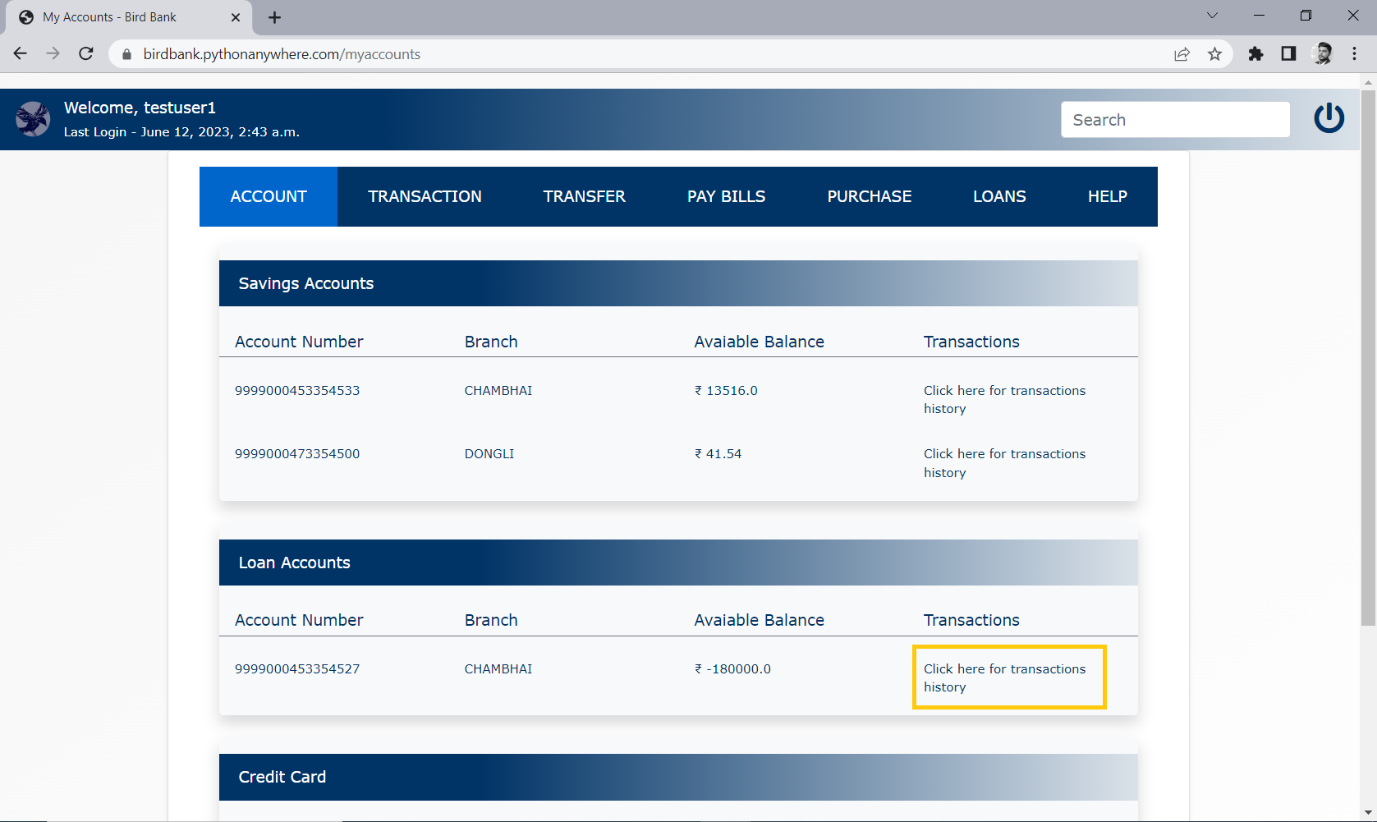 My Accounts - Bird Bank
birdbank.pythonanywhere.com/myaccounts
Welcome, testuser1
Last Login - June 12, 2023, 2:43 a.m.
Search
ACCOUNT TRANSACTION TRANSFER PAY BILLS PURCHASE LOANS HELP
Savings Accounts
Account Number Branch Avaiable Balance Transactions
9999000453354533 CHAMBHAI ₹ 13516.0 Click here for transactions
history
9999000473354500 DONGLI ₹ 41.54 Click here for transactions
history
Loan Accounts
Account Number Branch Avaiable Balance Transactions
9999000453354527 CHAMBHAI ₹ -180000.0 Click here for transactions
history
Credit Card